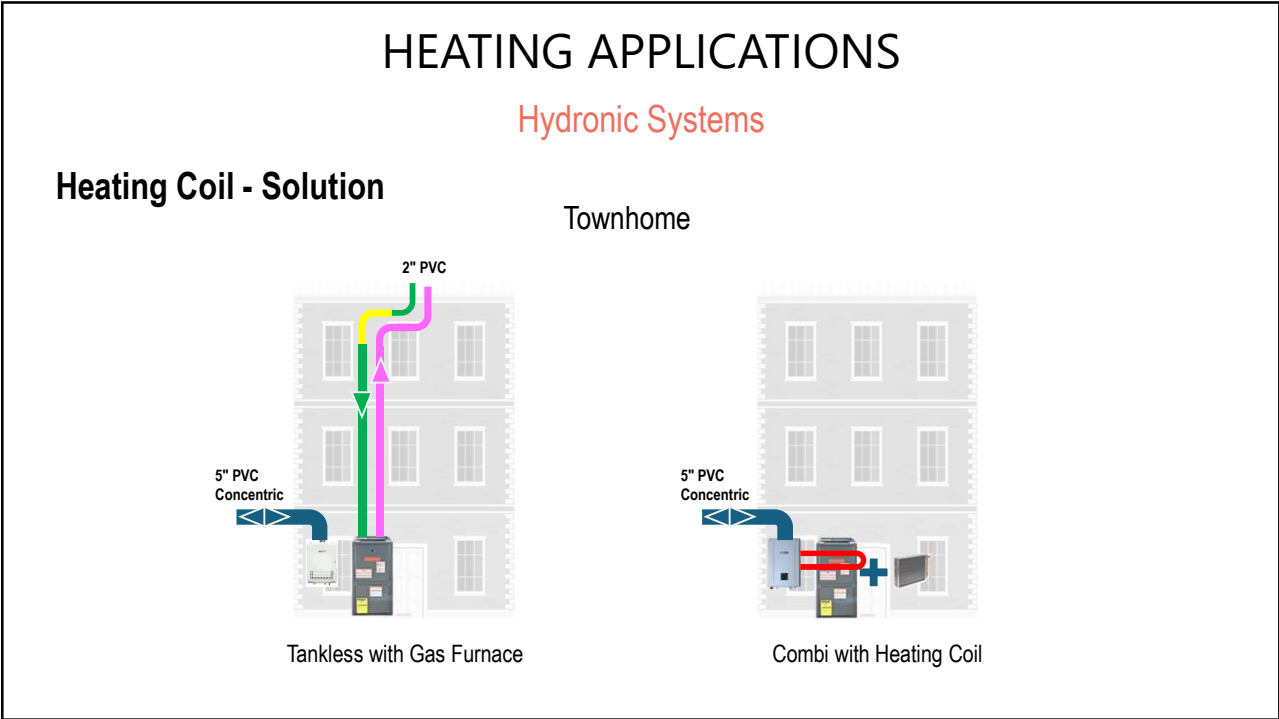 HEATING APPLICATIONS
Hydronic Systems
Heating Coil - Solution
Townhome
2" PVC
5" PVC
Concentric
5" PVC
Concentric
Tankless with Gas Furnace
Combi with Heating Coil